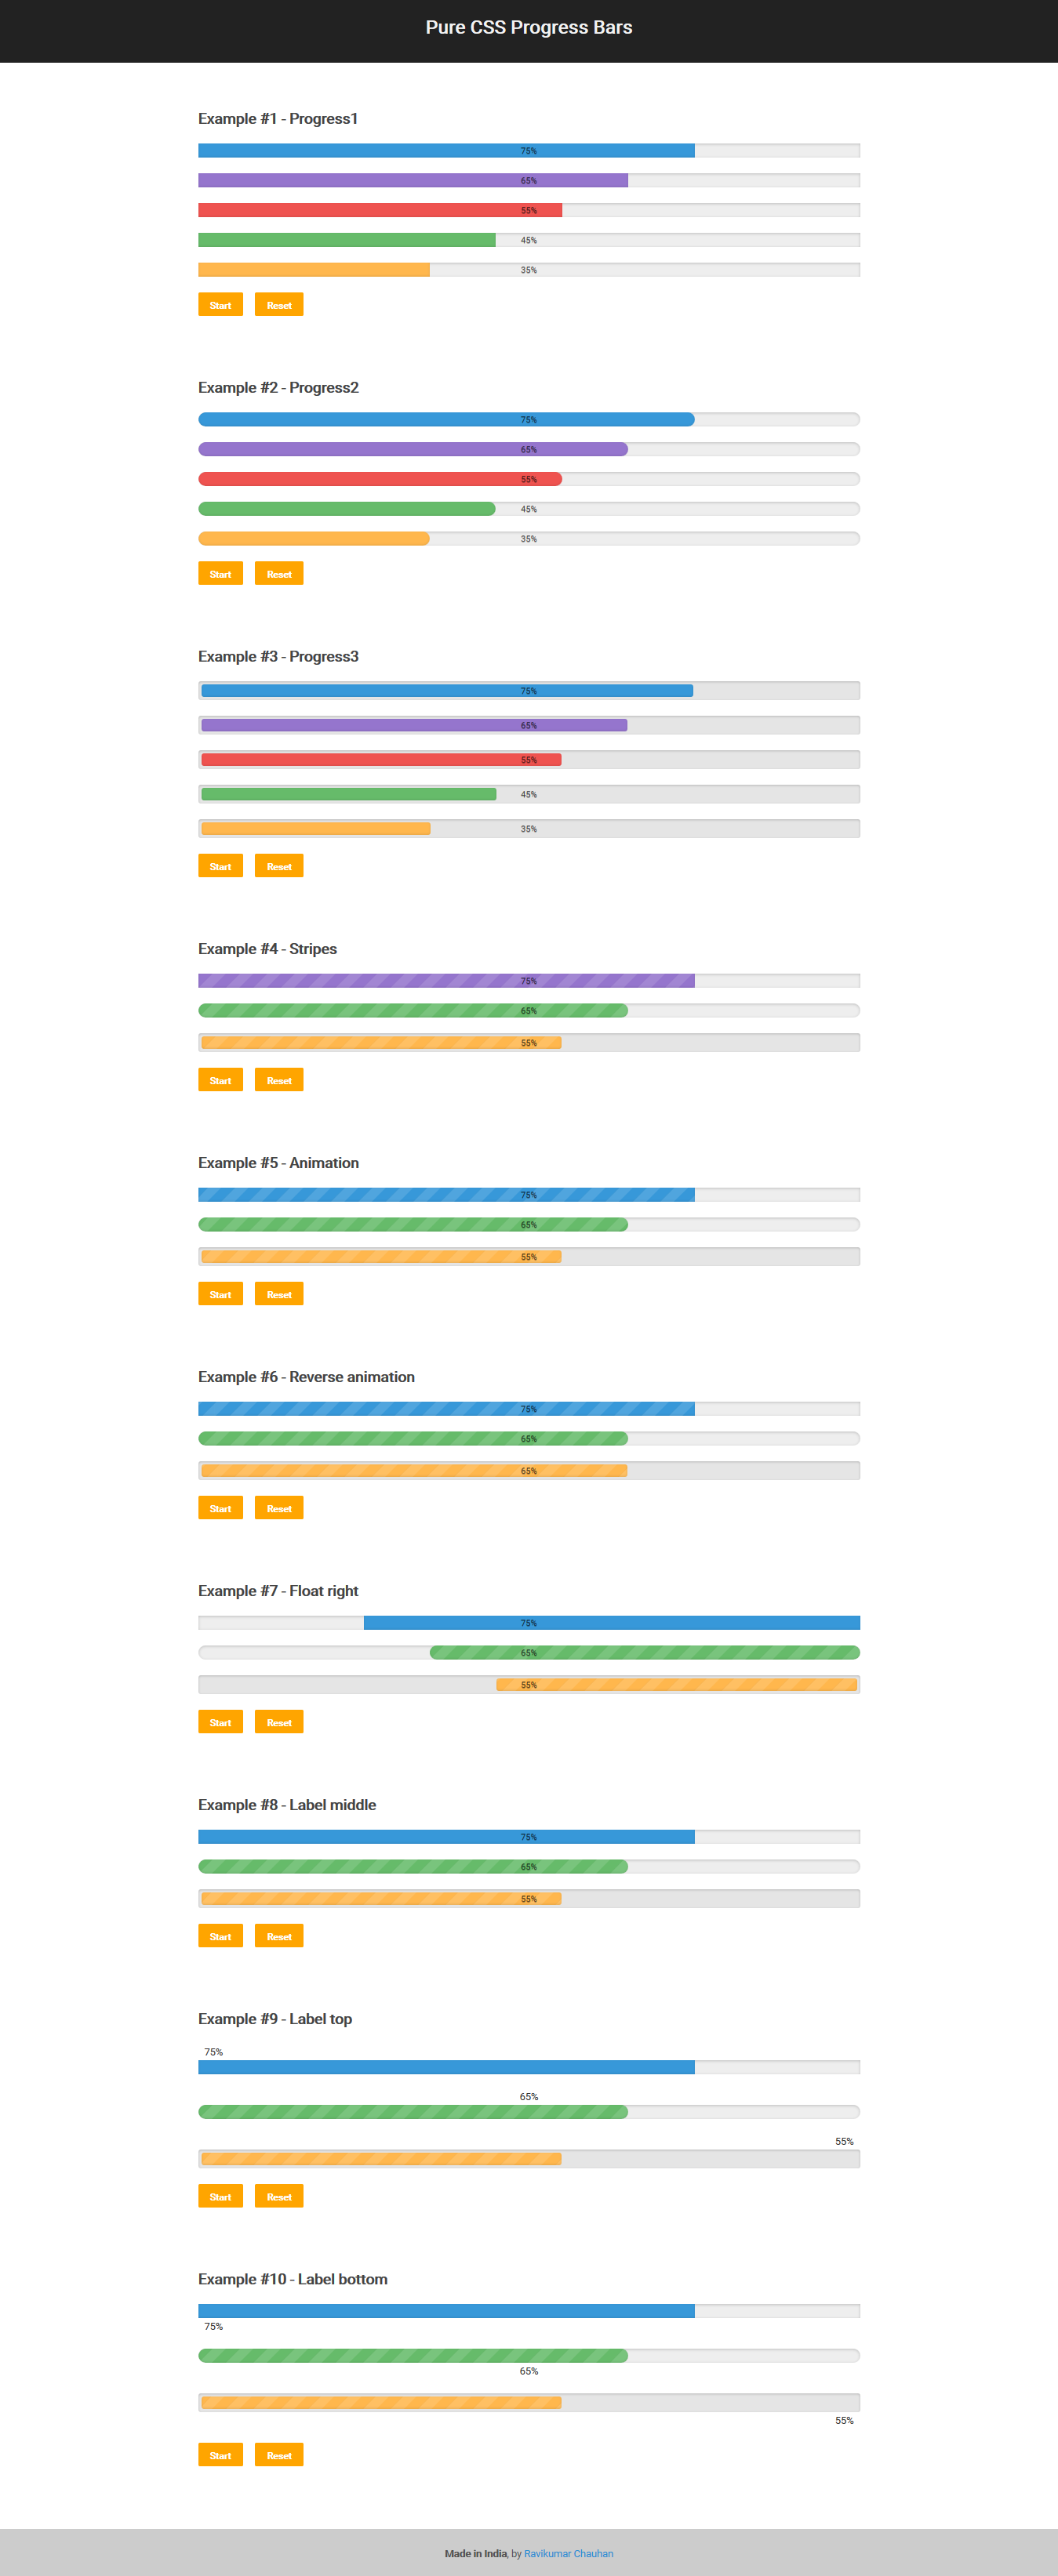 Pure CSS Progress Bars
Example #1 - Progress1
75%
65%
55%
45%
35%
Start Reset
Example #2 - Progress2
75%
65%
55%
45%
35%
Start Reset
Example #3 - Progress3
75%
65%
55%
45%
35%
Start Reset
Example #4 - Stripes
75%
65%
55%
Start Reset
Example #5 - Animation
75%
65%
55%
Start Reset
Example #6 - Reverse animation
75%
65%
65%
Start Reset
Example #7 - Float right
75%
65%
55%
Start Reset
Example #8 - Label middle
75%
65%
55%
Start Reset
Example #9 - Label top
75%
65%
55%
Start Reset
Example #10 - Label bottom
75%
65%
55%
Start Reset
Made in India, by Ravikumar Chauhan